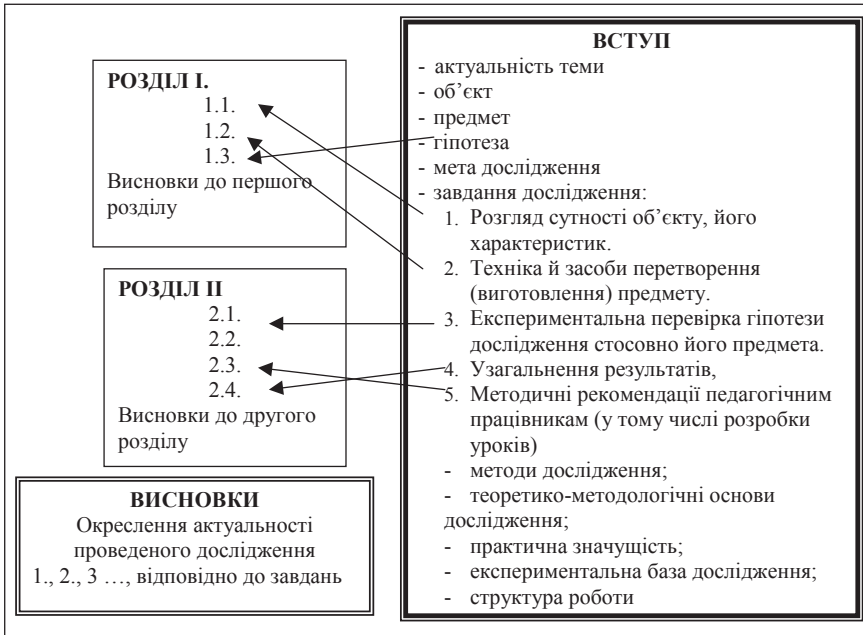 РОЗДІЛ І.
1.1.
1.2.
1.3.
Висновки до першого
розділу
РОЗДІЛ ІІ
2.1.
2.2.
2.3.
2.4.
Висновки до другого
розділу
ВИСНОВКИ
Окреслення актуальності
проведеного дослідження
1., 2., 3 …, відповідно до завдань
ВСТУП
- актуальність теми
- об’єкт
- предмет
- гіпотеза
- мета дослідження
- завдання дослідження:
1. Розгляд сутності об’єкту, його
характеристик.
2. Техніка й засоби перетворення
(виготовлення) предмету.
3. Експериментальна перевірка гіпотези
дослідження стосовно його предмета.
4. Узагальнення результатів,
5. Методичні рекомендації педагогічним
працівникам (у тому числі розробки
уроків)
- методи дослідження;
- теоретико-методологічні основи
дослідження;
- практична значущість;
- експериментальна база дослідження;
- структура роботи